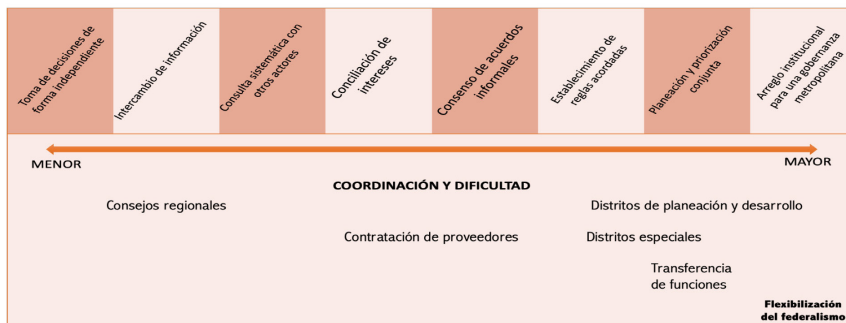 Toma de decisiones de
forma independiente
Intercambio de información
Consulta sistemática con
otros actores
Conciliación de
intereses
Consenso de acuerdos
informales
Establecimiento de
reglas acordadas
Planeación y priorización
conjunta
Arreglo institucional
para una gobernanza
metropolitana
MENOR
MAYOR
COORDINACIÓN Y DIFICULTAD
Consejos regionales
Distritos de planeación y desarrollo
Contratación de proveedores
Distritos especiales
Transferencia
de funciones
Flexibilización
del federalismo